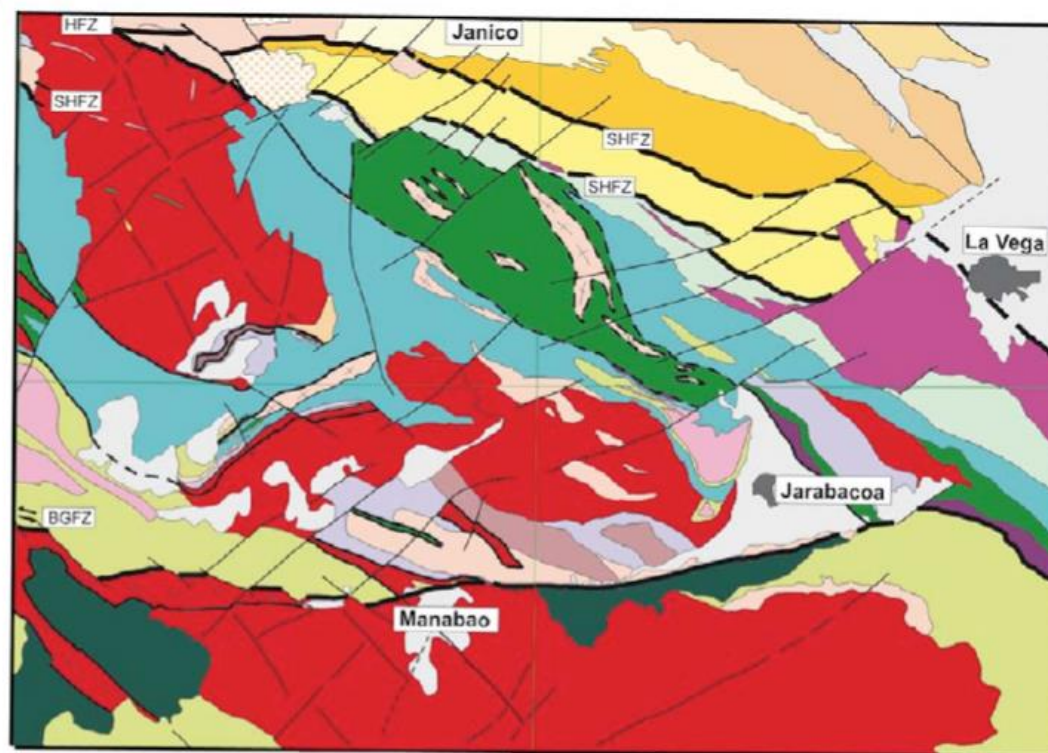 HFZ
Janico
SHFZ
SHFZ
SHFZ
La Vega
Jarabacoa
BGFZ
Manabao